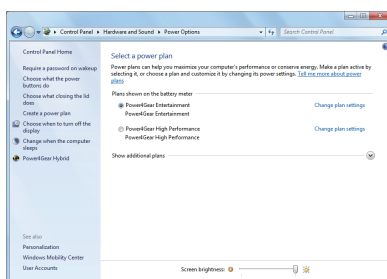 Control Panel ▸ Hardware and Sound ▸ Power Options
Search Control Panel
Control Panel Home
Require a password on wakeup
Choose what the power
buttons do
Choose what closing the lid
does
Create a power plan
Choose when to turn off the
display
Change when the computer
sleeps
Power4Gear Hybrid
See also
Personalization
Windows Mobility Center
User Accounts
Select a power plan
Power plans can help you maximize your computer's performance or conserve energy. Make a plan active by
selecting it, or choose a plan and customize it by changing its power settings. Tell me more about power
plans
Plans shown on the battery meter
Power4Gear Entertainment Change plan settings
Power4Gear Entertainment
Power4Gear High Performance Change plan settings
Power4Gear High Performance
Show additional plans
Screen brightness: